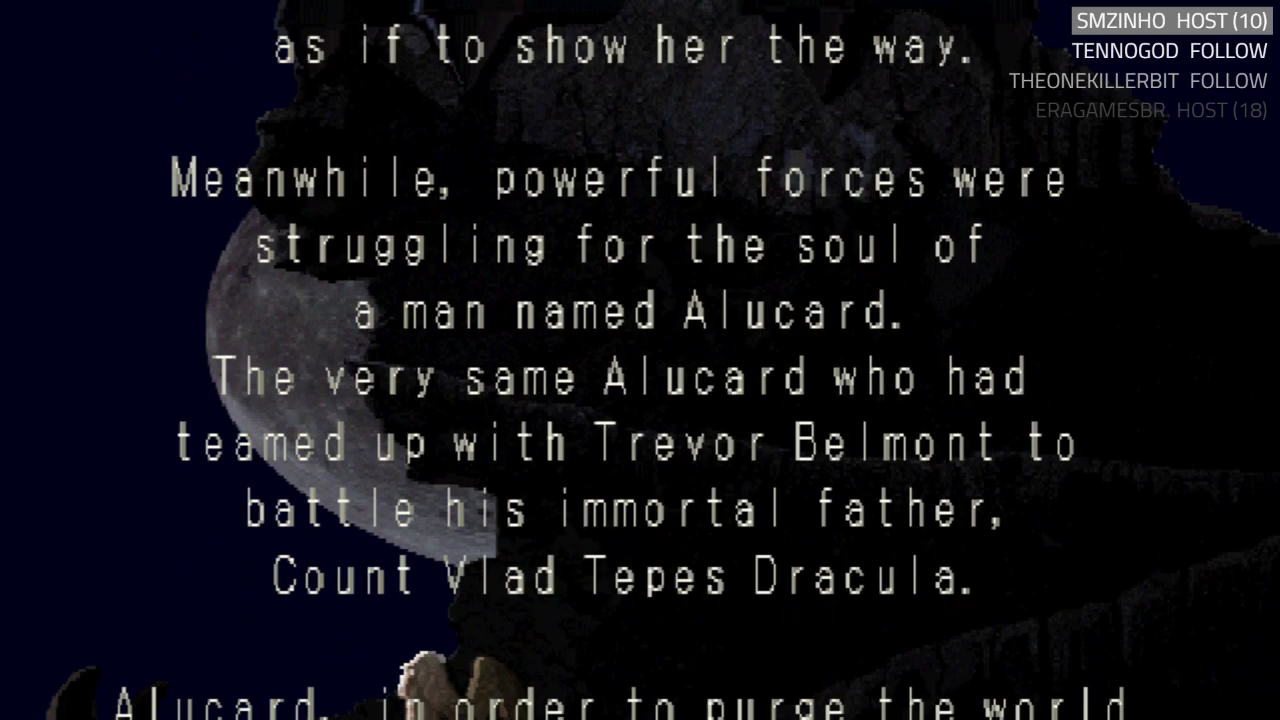 as if to show her the way.
SMZINHO HOST (10)
TENNOGOD FOLLOW
THEONEKILLERBIT FOLLOW
ERAGAMESBR. HOST (18)
Meanwhile, powerful forces were
struggling for the soul of
a man named Alucard.
The very same Alucard who had
teamed up with Trevor Belmont to
battle his immortal father,
Count Vlad Tepes Dracula.
Alucard, in order to purge the world